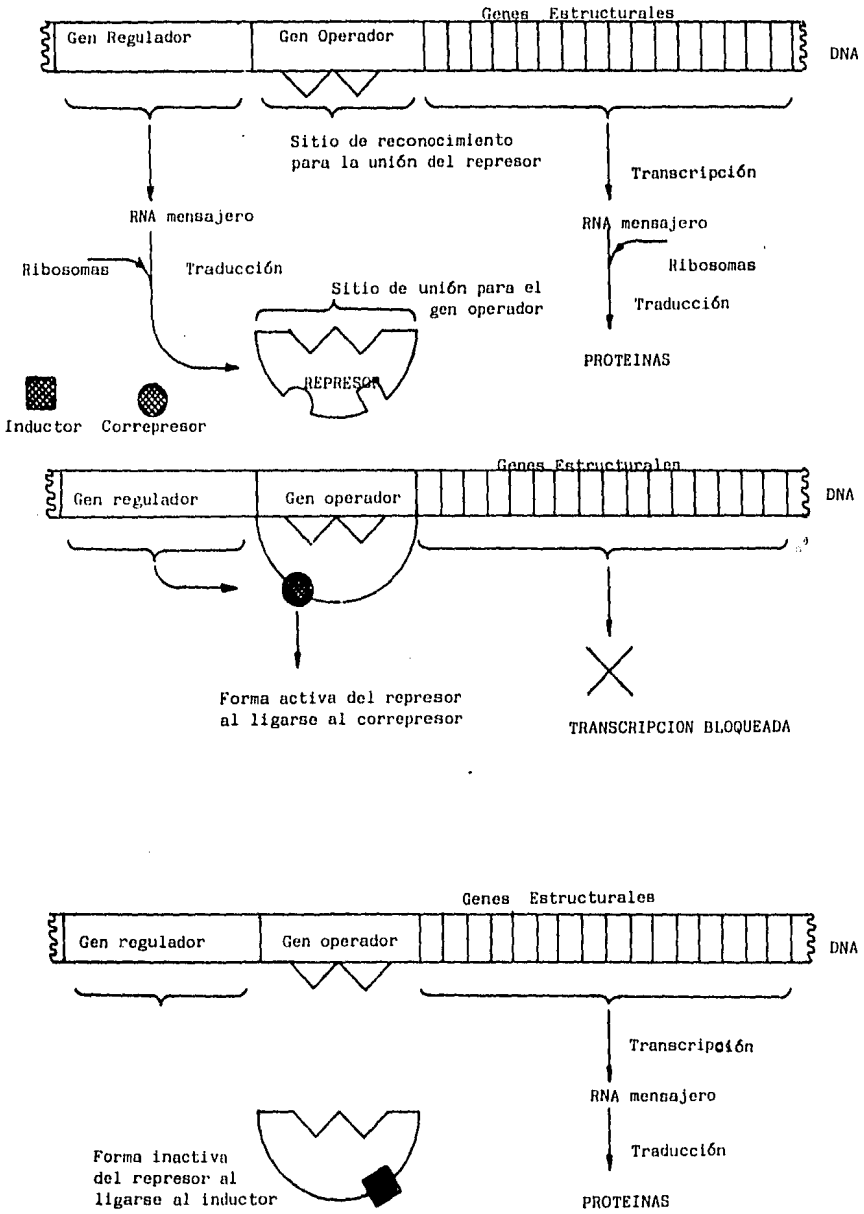 Genes Estructurales
Gen Regulador
Gen Operador
DNA
Sitio de reconocimiento
para la unión del represor
Transcripción
RNA mensajero
RNA mensajero
Ribosomas
Traducción
Ribosomas
Sitio de unión para el
gen operador
Traducción
REPRESOR
PROTEINAS
Inductor
Correpresor
Genes Estructurales
Gen regulador
Gen operador
DNA
Forma activa del represor
al ligarse al correpresor
TRANSCRIPCION BLOQUEADA
Genes Estructurales
Gen regulador
Gen operador
DNA
Transcripción
RNA mensajero
Forma inactiva
del represor al
ligarse al inductor
Traducción
PROTEINAS